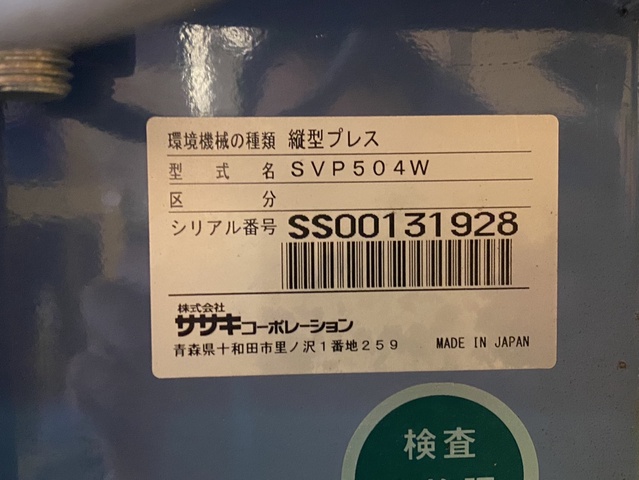 環境機械の種類 縦型プレス
型式名 SVP504W
区分
シリアル番号 SS00131928
株式会社
ササキコーポレーション
青森県十和田市里ノ沢1番地259 MADE IN JAPAN
検査